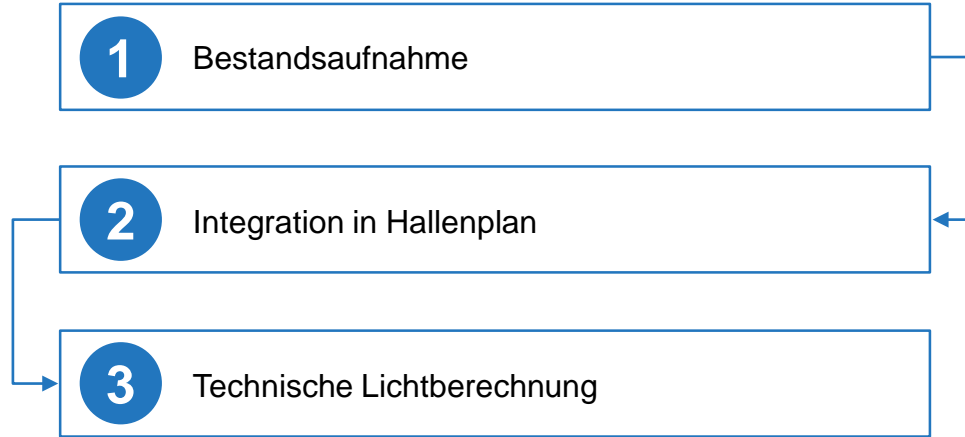 1 Bestandsaufnahme
2 Integration in Hallenplan
3 Technische Lichtberechnung